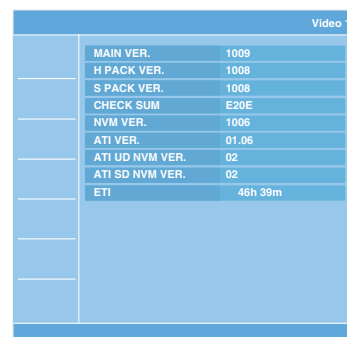 Video 1
MAIN VER. 1009
H PACK VER. 1008
S PACK VER. 1008
CHECK SUM E20E
NVM VER. 1006
ATI VER. 01.06
ATI UD NVM VER. 02
ATI SD NVM VER. 02
ETI 46h 39m